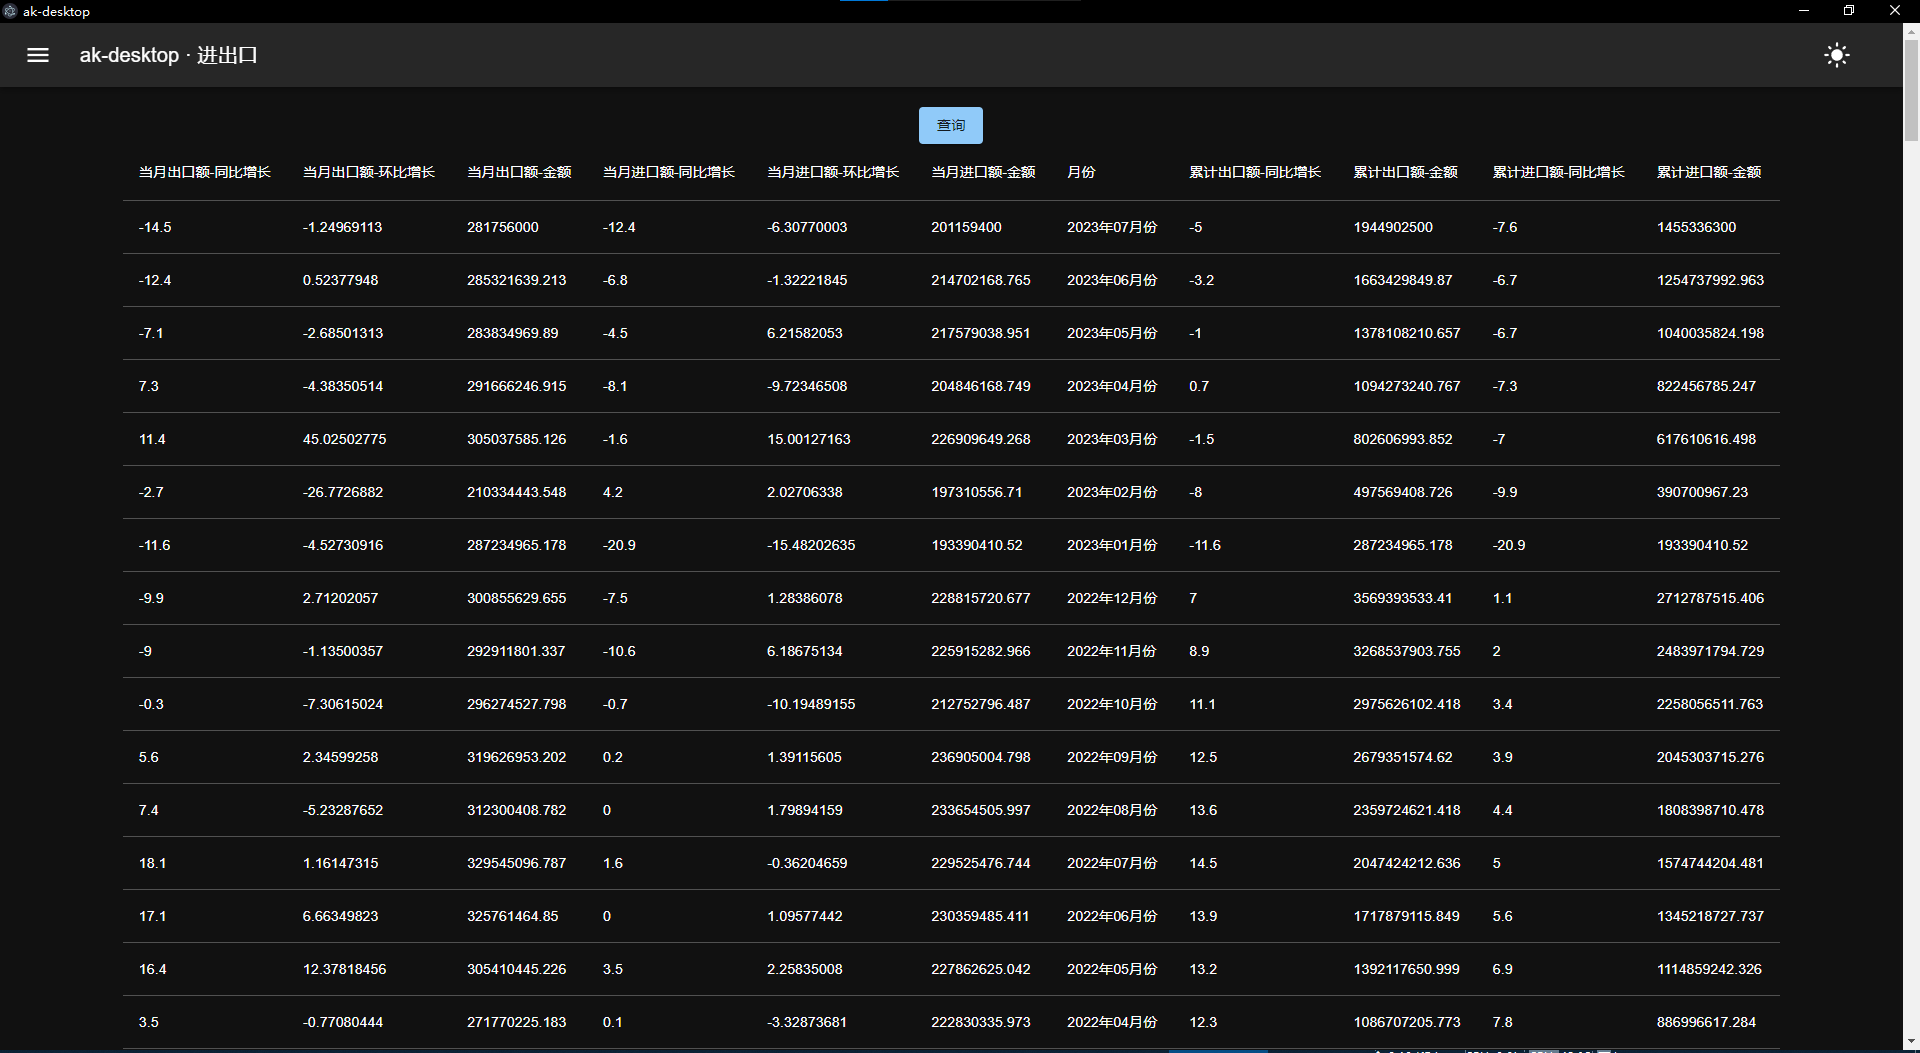 ak-desktop
ak-desktop · 进出口
查询
当月出口额-同比增长 当月出口额-环比增长 当月出口额-金额 当月进口额-同比增长 当月进口额-环比增长 当月进口额-金额 月份 累计出口额-同比增长 累计出口额-金额 累计进口额-同比增长 累计进口额-金额
-14.5 -1.24969113 281756000 -12.4 -6.30770003 201159400 2023年07月份 -5 1944902500 -7.6 1455336300
-12.4 0.52377948 285321639.213 -6.8 -1.32221845 214702168.765 2023年06月份 -3.2 1663429849.87 -6.7 1254737992.963
-7.1 -2.68501313 283834969.89 -4.5 6.21582053 217579038.951 2023年05月份 -1 1378108210.657 -6.7 1040035824.198
7.3 -4.38350514 291666246.915 -8.1 -9.72346508 204846168.749 2023年04月份 0.7 1094273240.767 -7.3 822456785.247
11.4 45.02502775 305037585.126 -1.6 15.00127163 226909649.268 2023年03月份 -1.5 802606993.852 -7 617610616.498
-2.7 -26.7726882 210334443.548 4.2 2.02706338 197310556.71 2023年02月份 -8 497569408.726 -9.9 390700967.23
-11.6 -4.52730916 287234965.178 -20.9 -15.48202635 193390410.52 2023年01月份 -11.6 287234965.178 -20.9 193390410.52
-9.9 2.71202057 300855629.655 -7.5 1.28386078 228815720.677 2022年12月份 7 3569393533.41 1.1 2712787515.406
-9 -1.13500357 292911801.337 -10.6 6.18675134 225915282.966 2022年11月份 8.9 3268537903.755 2 2483971794.729
-0.3 -7.30615024 296274527.798 -0.7 -10.19489155 212752796.487 2022年10月份 11.1 2975626102.418 3.4 2258056511.763
5.6 2.34599258 319626953.202 0.2 1.39115605 236905004.798 2022年09月份 12.5 2679351574.62 3.9 2045303715.276
7.4 -5.23287652 312300408.782 0 1.79894159 233654505.997 2022年08月份 13.6 2359724621.418 4.4 1808398710.478
18.1 1.16147315 329545096.787 1.6 -0.36204659 229525476.744 2022年07月份 14.5 2047424212.636 5 1574744204.481
17.1 6.66349823 325761464.85 0 1.09577442 230359485.411 2022年06月份 13.9 1717879115.849 5.6 1345218727.737
16.4 12.37818456 305410445.226 3.5 2.25835008 227862625.042 2022年05月份 13.2 1392117650.999 6.9 1114859242.326
3.5 -0.77080444 271770225.183 0.1 -3.32873681 222830335.973 2022年04月份 12.3 1086707205.773 7.8 886996617.284